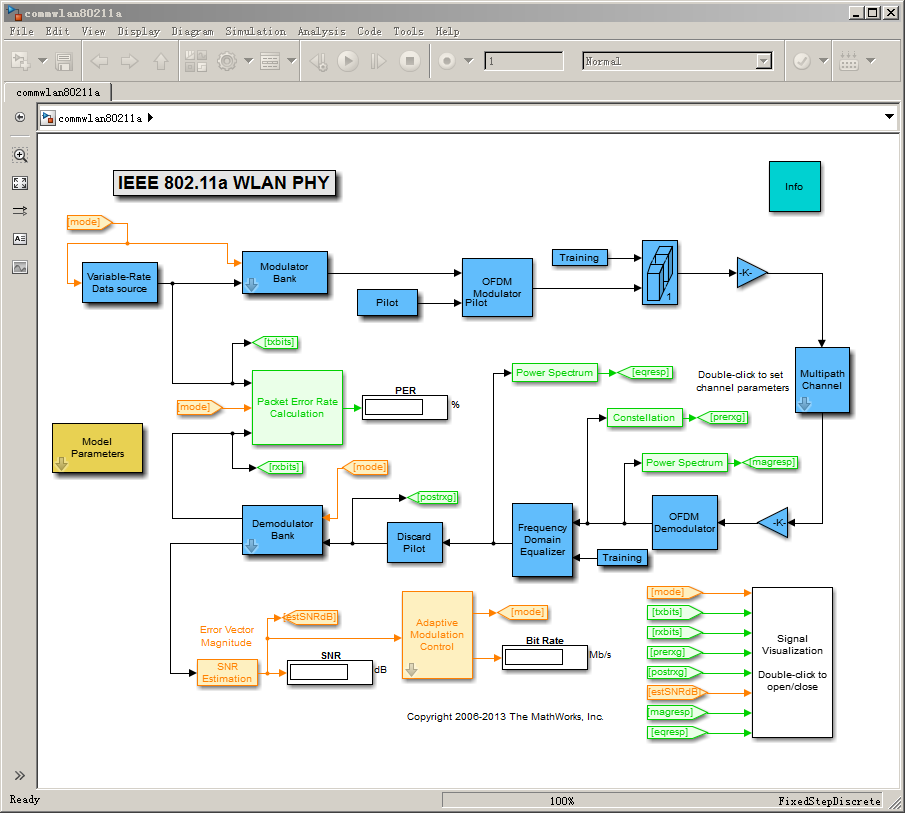 commwlan80211a
File Edit View Display Diagram Simulation Analysis Code Tools Help
1
Normal
commwlan80211a
commwlan80211a
IEEE 802.11a WLAN PHY
Info
[mode]
Variable-Rate
Data source
Modulator
Bank
Pilot
OFDM
Modulator
Pilot
Training
1
-K-
[txbits]
Packet Error Rate
Calculation
[mode]
PER
%
[rxbits]
[mode]
Power Spectrum
[eqresp]
Double-click to set
channel parameters
Multipath
Channel
Constellation
[prerxg]
Power Spectrum
[magresp]
Model
Parameters
[postrxg]
Demodulator
Bank
Discard
Pilot
Frequency
Domain
Equalizer
OFDM
Demodulator
-K-
Training
Error Vector
Magnitude
SNR
Estimation
[estSNRdB]
SNR
dB
Adaptive
Modulation
Control
[mode]
Bit Rate
Mb/s
[mode]
[txbits]
[rxbits]
[prerxg]
[postrxg]
[estSNRdB]
[magresp]
[eqresp]
Signal
Visualization
Double-click to
open/close
Copyright 2006-2013 The MathWorks, Inc.
Ready
100%
FixedStepDiscrete